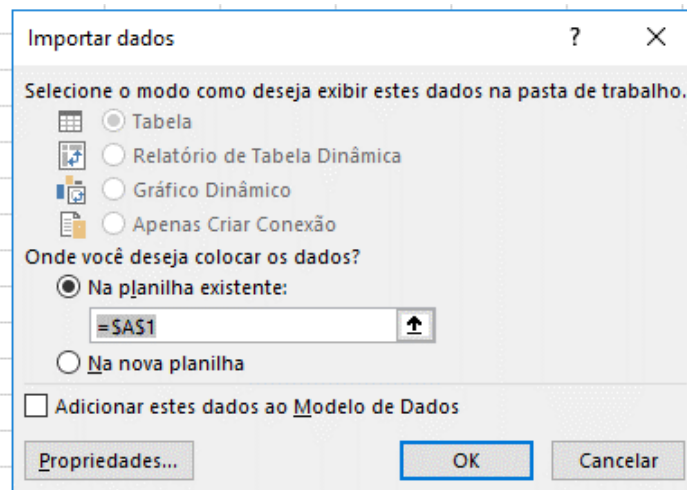 Importar dados ? X
Selecione o modo como deseja exibir estes dados na pasta de trabalho.
Tabela
Relatório de Tabela Dinâmica
Gráfico Dinâmico
Apenas Criar Conexão
Onde você deseja colocar os dados?
Na planilha existente:
=$A$1
Na nova planilha
Adicionar estes dados ao Modelo de Dados
Propriedades... OK Cancelar